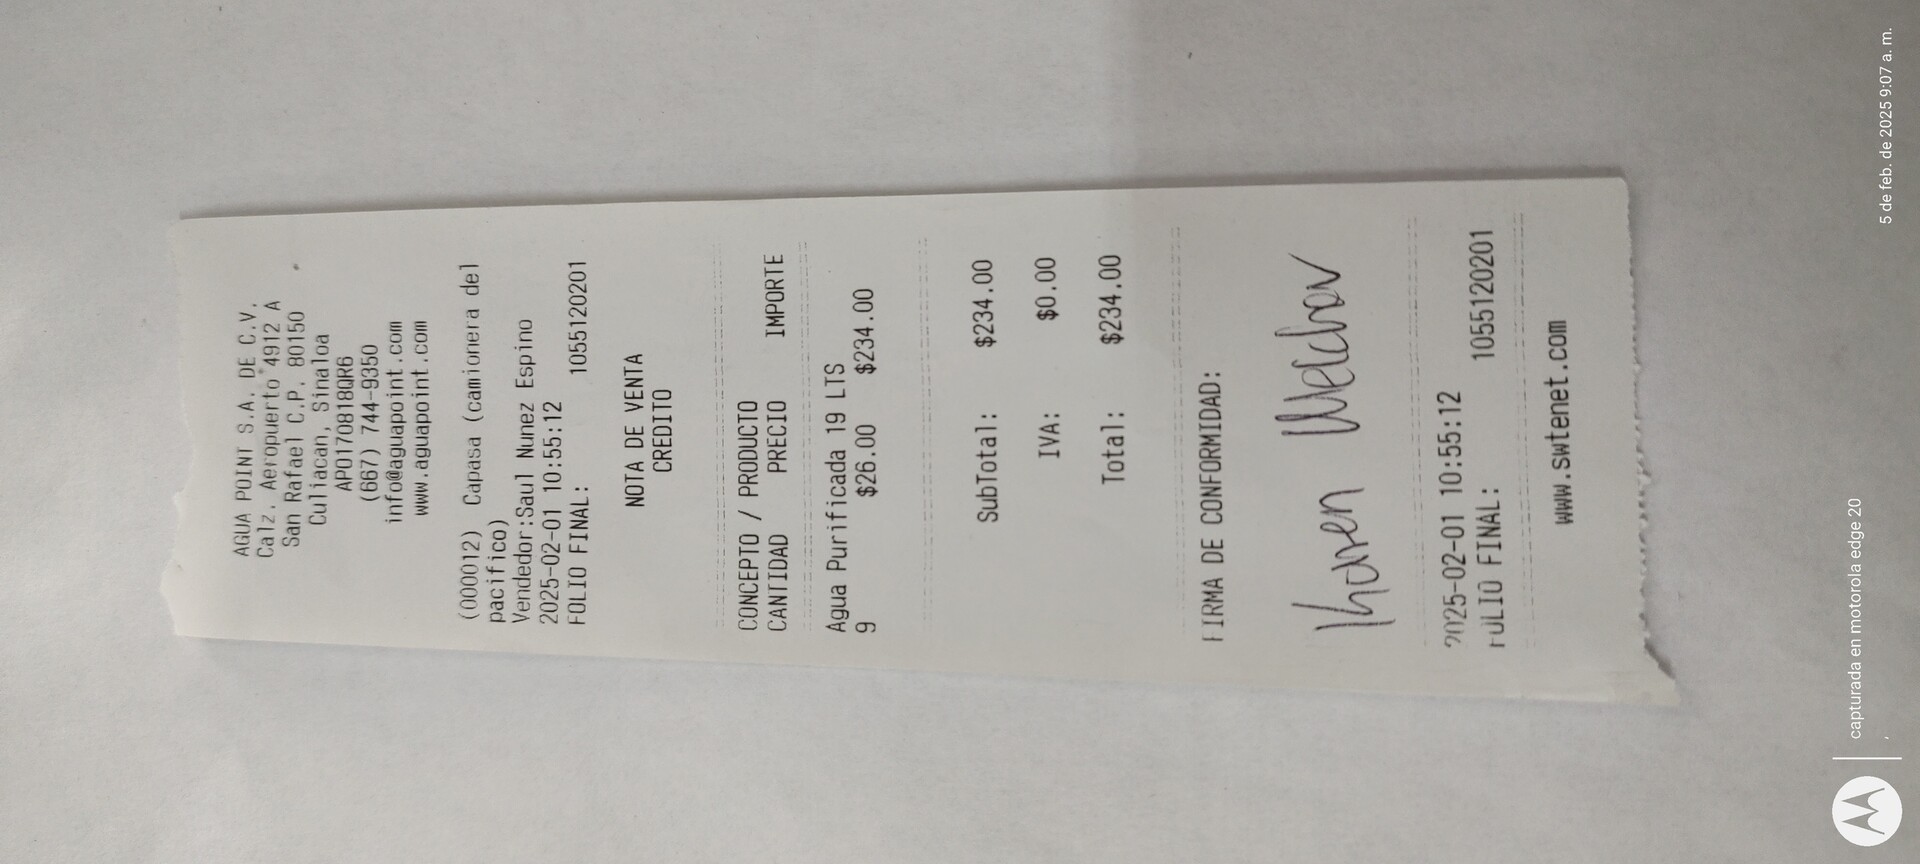 AGUA POINT S.A. DE C.V.
Calz. Aeropuerto 4912 A
San Rafael C.P. 80150
Culiacan, Sinaloa
APO170818QR6
(667) 744-9350
info@aguapoint.com
www.aguapoint.com
(000012) Capasa (camionera del
pacifico)
Vendedor:Saul Nunez Espino
2025-02-01 10:55:12
FOLIO FINAL: 1055120201
NOTA DE VENTA
CREDITO
CONCEPTO / PRODUCTO
CANTIDAD PRECIO IMPORTE
Agua Purificada 19 LTS
9 $26.00 $234.00
SubTotal: $234.00
IVA: $0.00
Total: $234.00
FIRMA DE CONFORMIDAD:
Karen
2025-02-01 10:55:12
FOLIO FINAL: 1055120201
www.swtenet.com
capturada en motorola edge 20
5 de feb. de 2025 9:07 a. m.